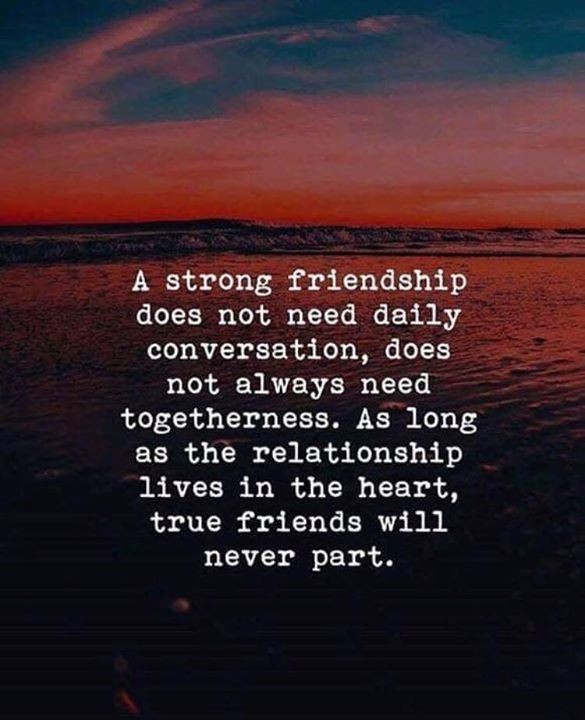 A strong friendship
does not need daily
conversation, does
not always need
togetherness. As long
as the relationship
lives in the heart,
true friends will
never part.